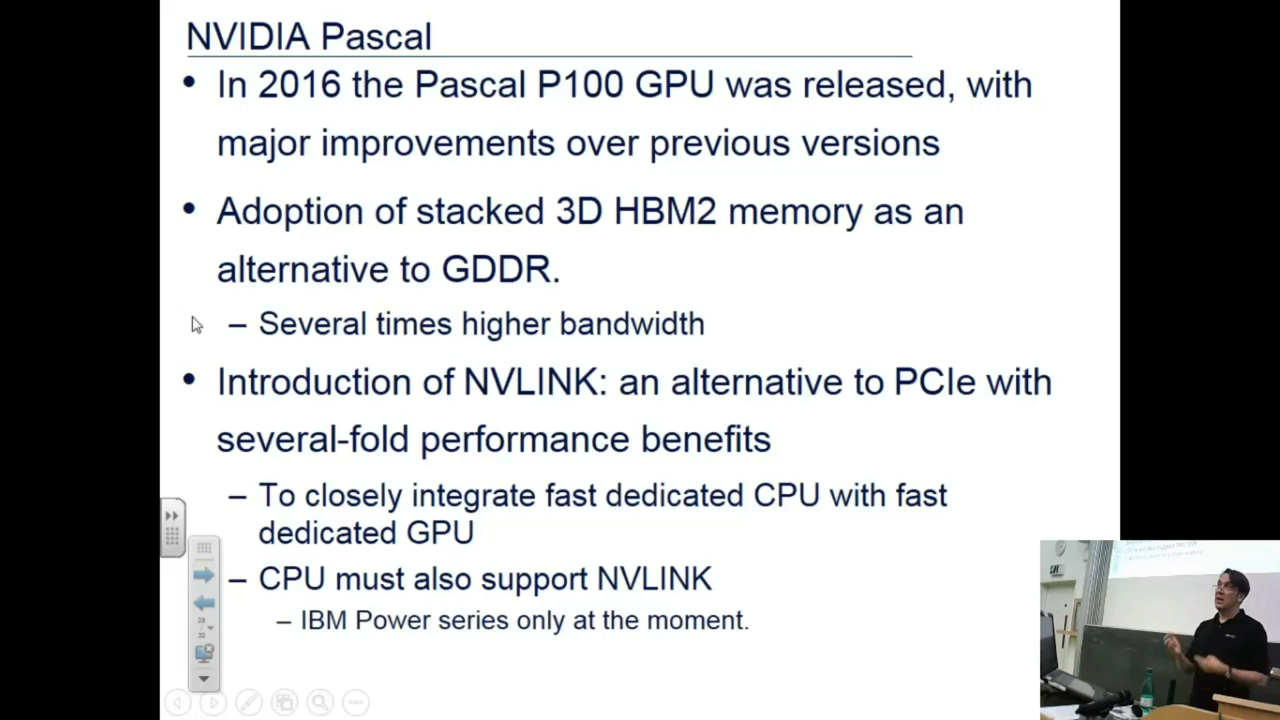 NVIDIA Pascal
• In 2016 the Pascal P100 GPU was released, with
major improvements over previous versions
• Adoption of stacked 3D HBM2 memory as an
alternative to GDDR.
– Several times higher bandwidth
• Introduction of NVLINK: an alternative to PCIe with
several-fold performance benefits
– To closely integrate fast dedicated CPU with fast
dedicated GPU
– CPU must also support NVLINK
– IBM Power series only at the moment.
28
/
32